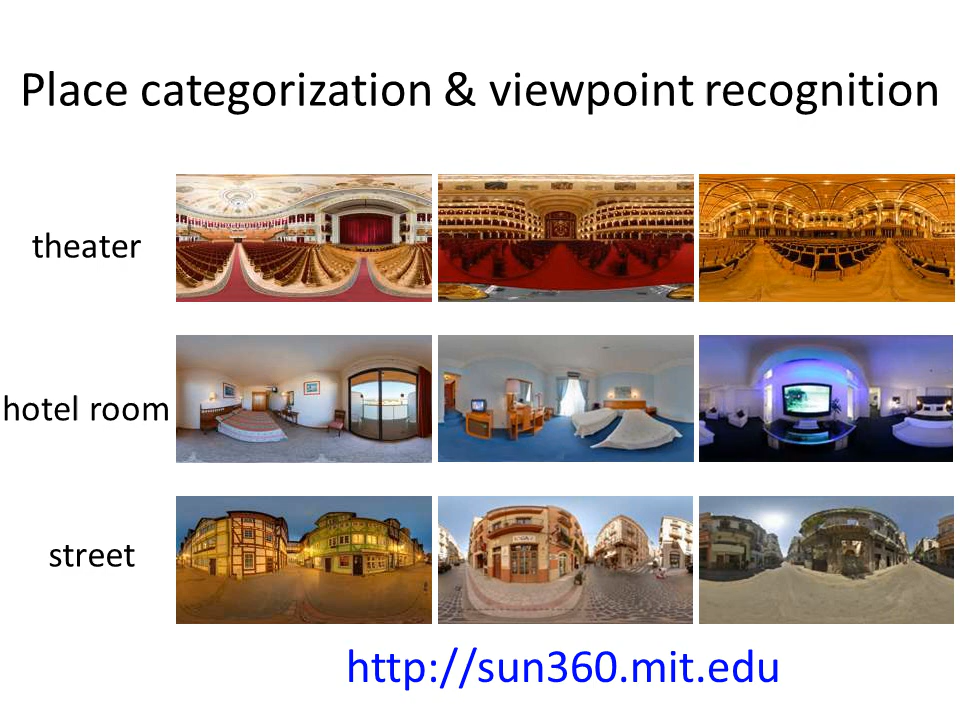 Place categorization & viewpoint recognition
theater
hotel room
street
http://sun360.mit.edu